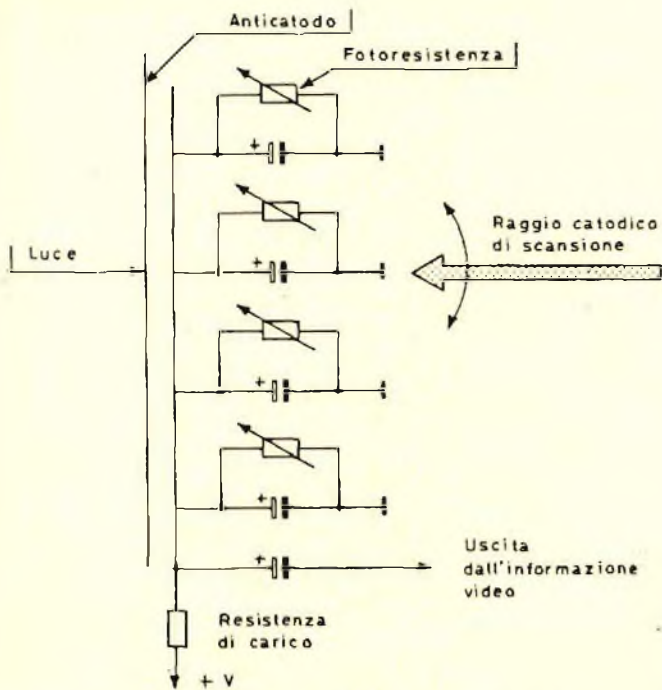 Anticatodo
Fotoresistenza
+
+
Luce
Raggio catodico
di scansione
+
+
+
Uscita
dall'informazione
video
Resistenza
di carico
+ V